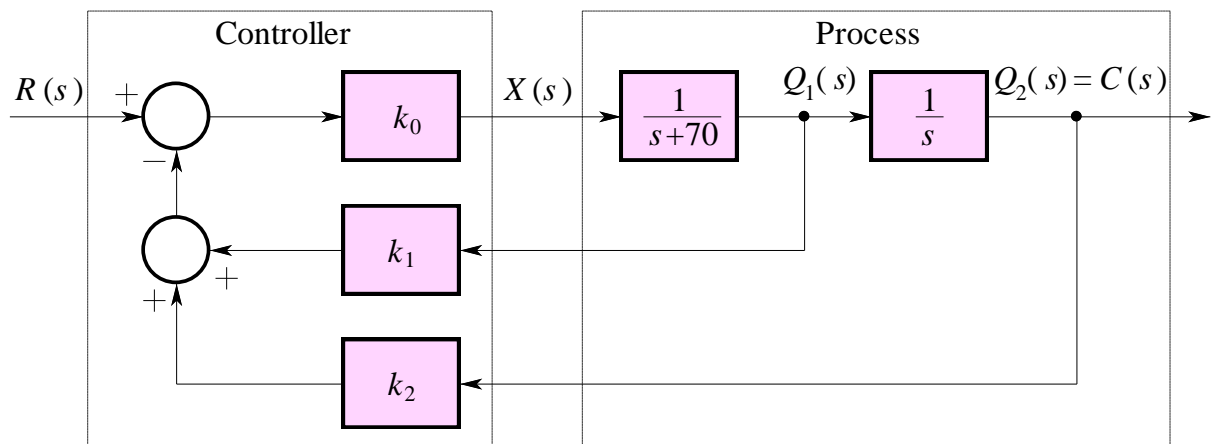 Controller
Process
R(s)
+
−
k₀
X(s)
1
s+70
Q₁(s)
1
s
Q₂(s) = C(s)
k₁
+
+
k₂